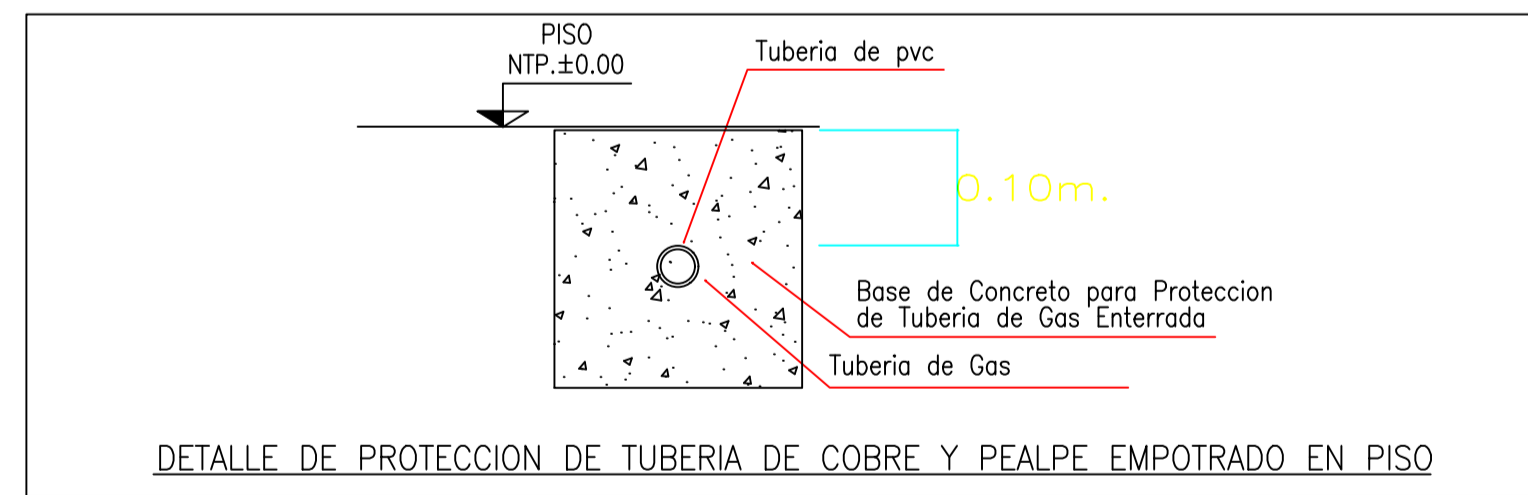 PISO
NTP.±0.00
Tuberia de pvc
0.10m.
Base de Concreto para Proteccion
de Tuberia de Gas Enterrada
Tuberia de Gas
DETALLE DE PROTECCION DE TUBERIA DE COBRE Y PEALPE EMPOTRADO EN PISO